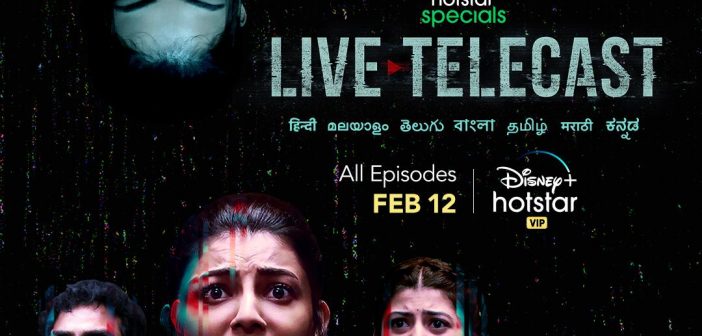 hotstar
specials
LIVE TELECAST
हिन्दी മലയാളം తెలుగు বাংলা தமிழ் मराठी ಕನ್ನಡ
All Episodes
FEB 12
Disney+
hotstar
VIP